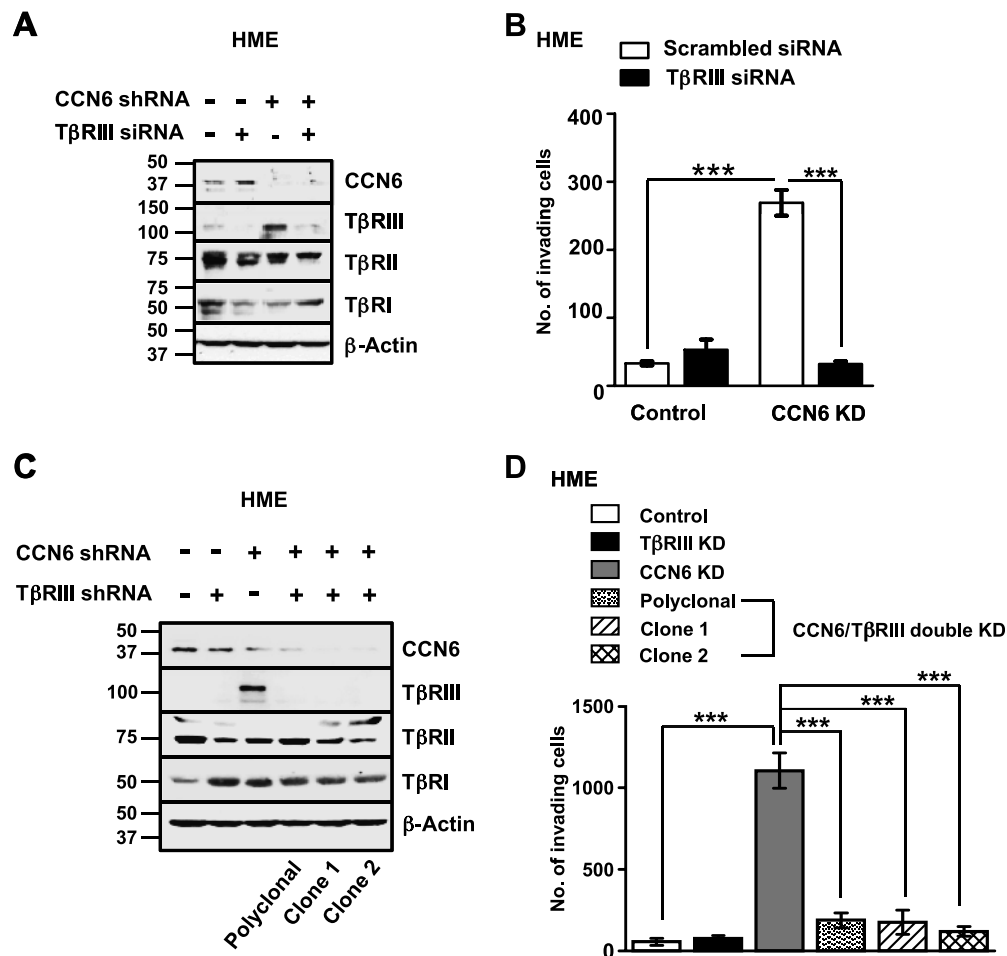 A
HME
CCN6 shRNA - - + +
TβRIII siRNA - + - +
50
37
CCN6
150
100
TβRIII
75
TβRII
75
50
TβRI
50
37
β-Actin
B
HME
Scrambled siRNA
TβRIII siRNA
No. of invading cells
400
300
200
100
0
***
***
Control
CCN6 KD
C
HME
CCN6 shRNA - - + + + +
TβRIII shRNA - + - + + +
50
37
CCN6
100
TβRIII
75
TβRII
50
TβRI
50
37
β-Actin
Polyclonal
Clone 1
Clone 2
D
HME
Control
TβRIII KD
CCN6 KD
Polyclonal
Clone 1
Clone 2
CCN6/TβRIII double KD
No. of invading cells
1500
1000
500
0
***
***
***
***